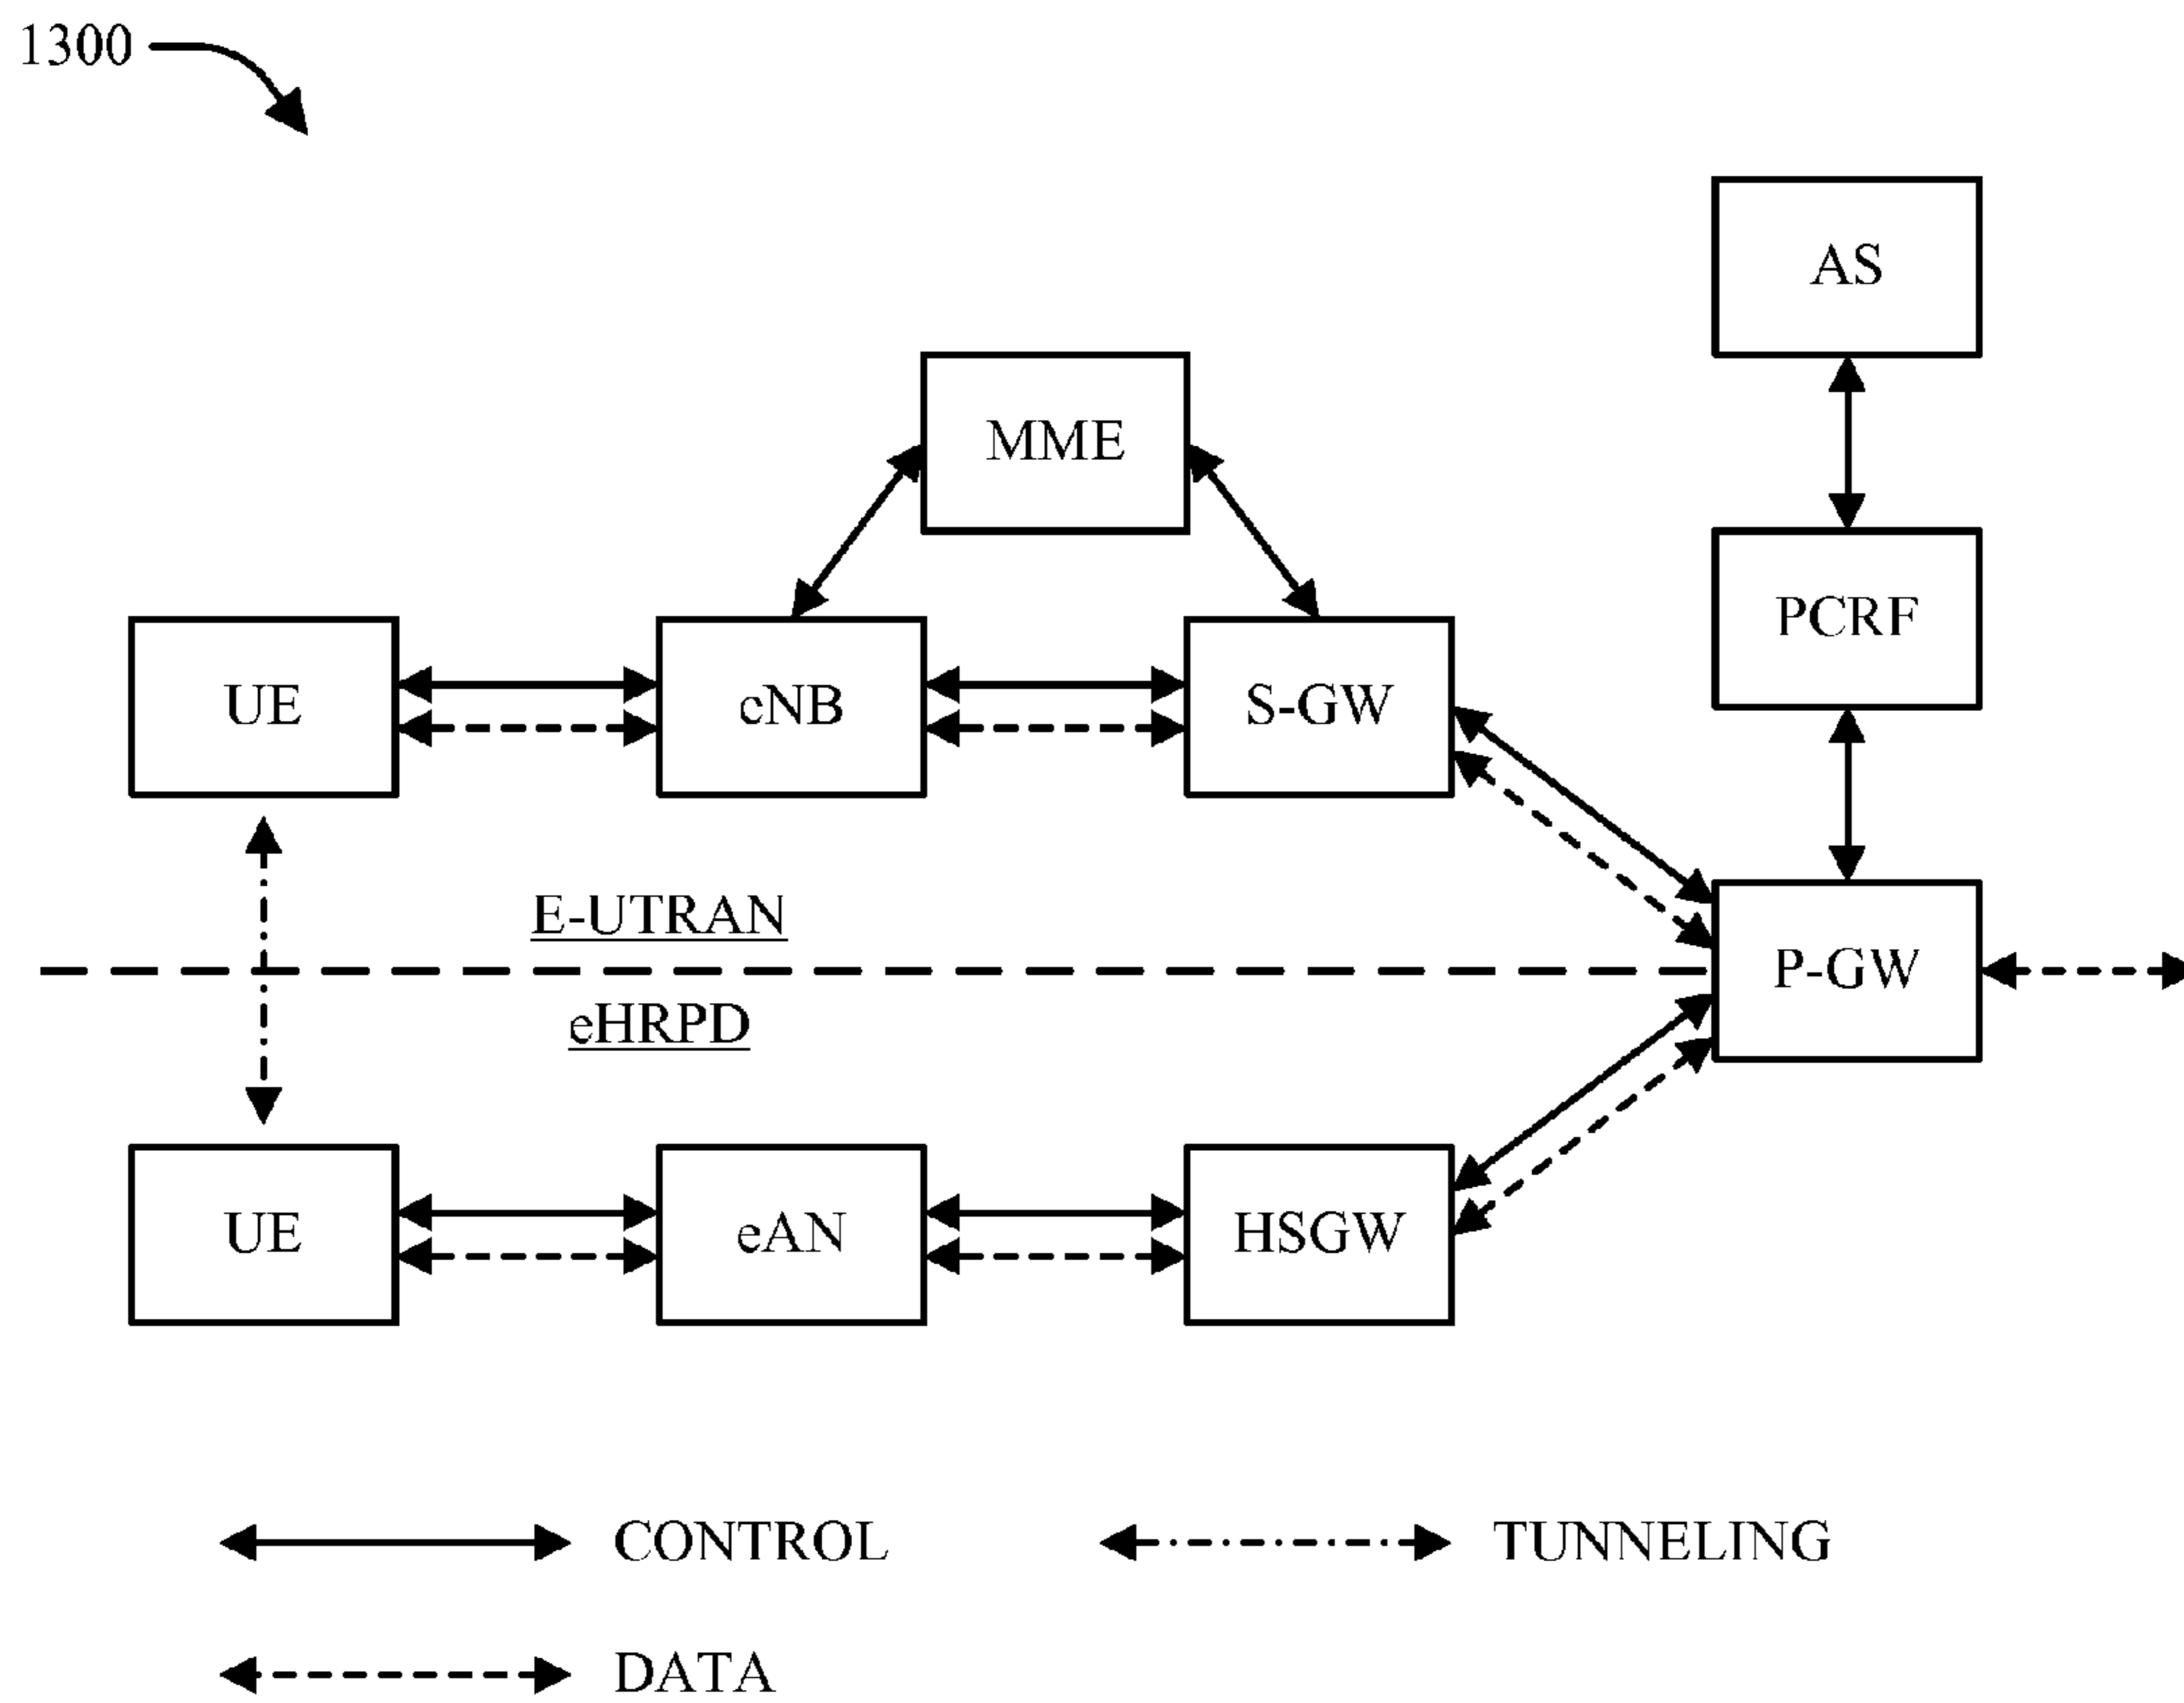 1300
AS
MME
PCRF
UE
cNB
S-GW
E-UTRAN
P-GW
eHRPD
UE
eAN
HSGW
CONTROL
TUNNELING
DATA